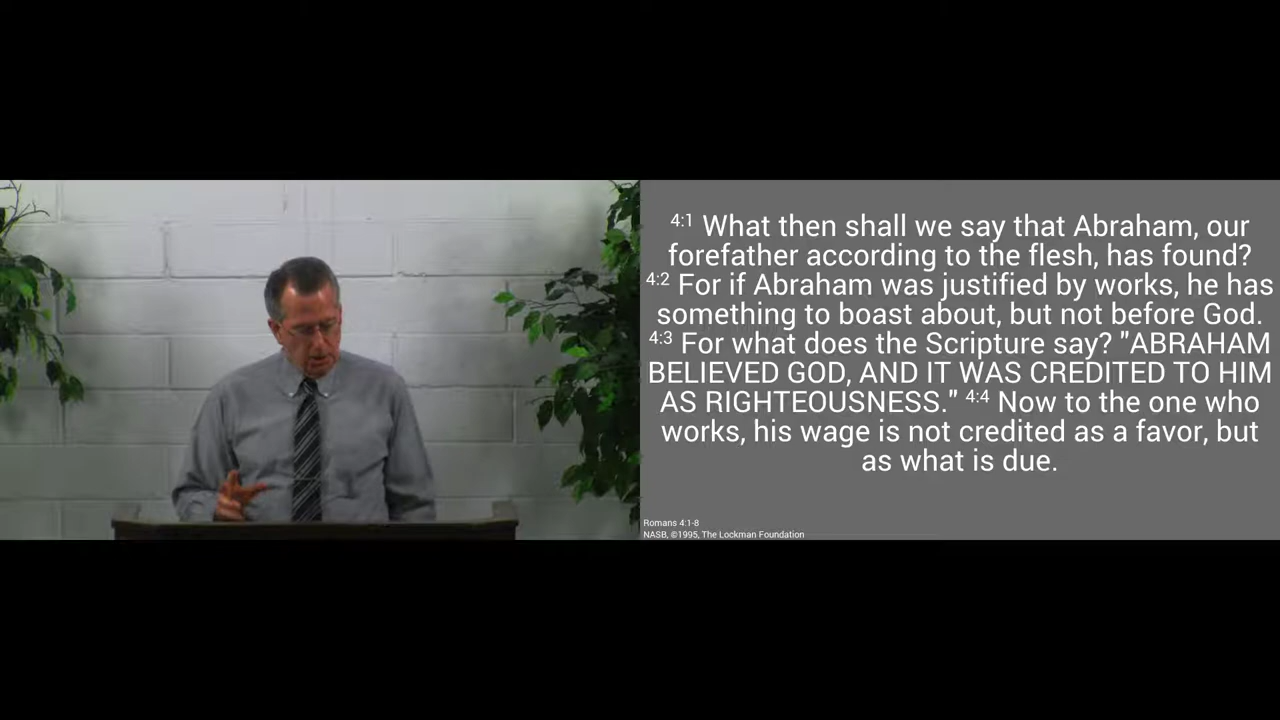 4:1 What then shall we say that Abraham, our
forefather according to the flesh, has found?
4:2 For if Abraham was justified by works, he has
something to boast about, but not before God.
4:3 For what does the Scripture say? "ABRAHAM
BELIEVED GOD, AND IT WAS CREDITED TO HIM
AS RIGHTEOUSNESS." 4:4 Now to the one who
works, his wage is not credited as a favor, but
as what is due.
Romans 4:1-8
NASB, ©1995, The Lockman Foundation